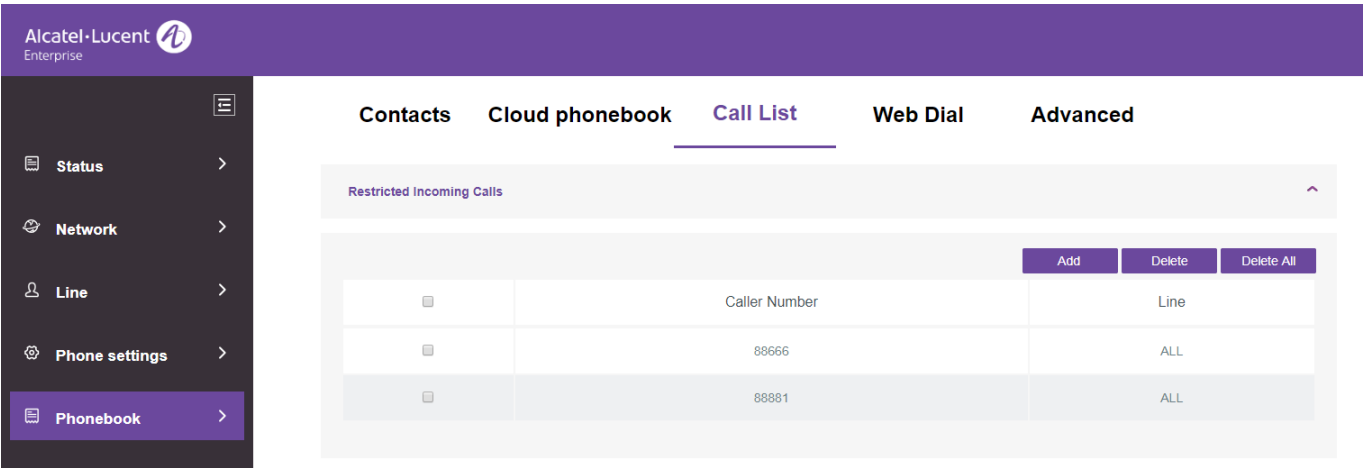 Alcatel·Lucent
Enterprise
Contacts Cloud phonebook Call List Web Dial Advanced
Status
Restricted Incoming Calls
Network
Add Delete Delete All
Line
Caller Number Line
Phone settings
88666 ALL
88881 ALL
Phonebook